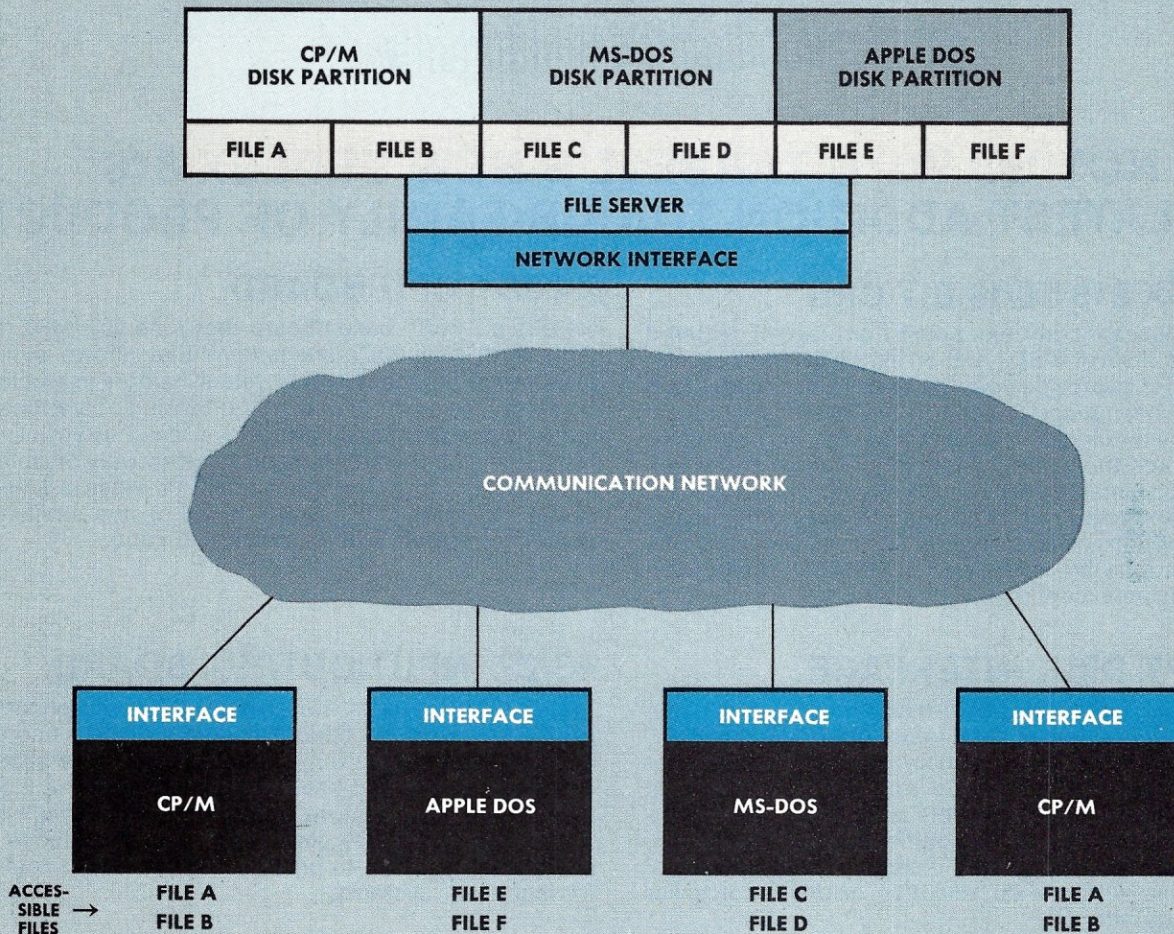 CP/M
DISK PARTITION
MS-DOS
DISK PARTITION
APPLE DOS
DISK PARTITION
FILE A
FILE B
FILE C
FILE D
FILE E
FILE F
FILE SERVER
NETWORK INTERFACE
COMMUNICATION NETWORK
INTERFACE
INTERFACE
INTERFACE
INTERFACE
CP/M
APPLE DOS
MS-DOS
CP/M
ACCES-
SIBLE →
FILES
FILE A
FILE B
FILE E
FILE F
FILE C
FILE D
FILE A
FILE B